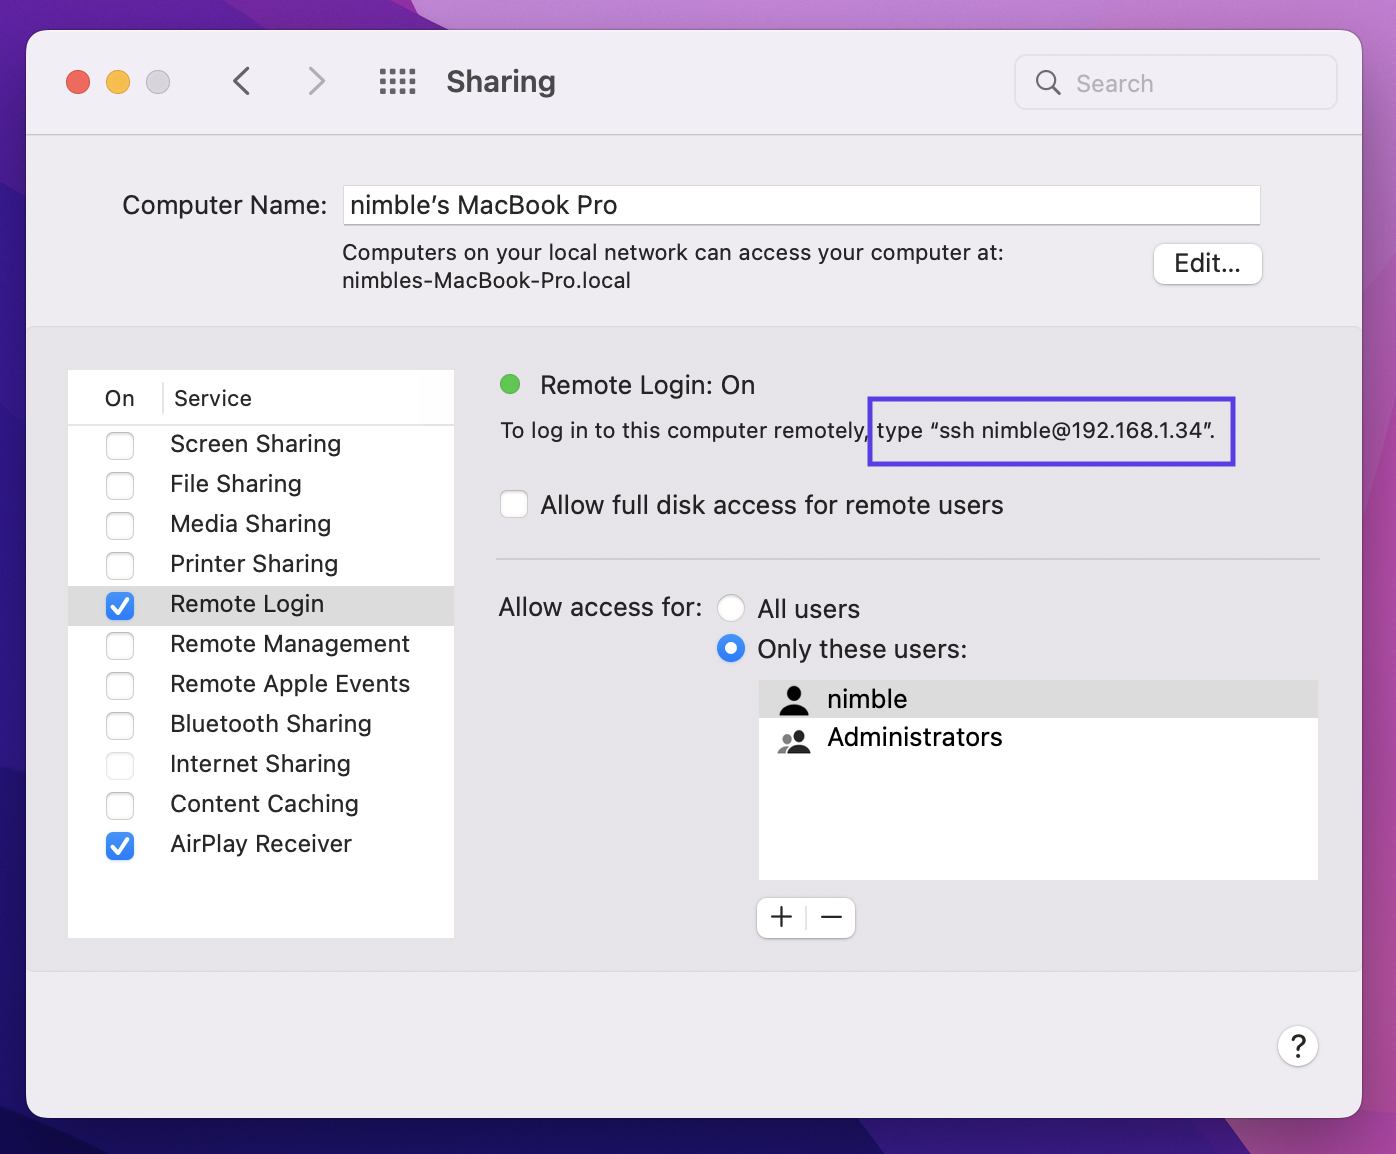 Sharing
Search
Computer Name: nimble’s MacBook Pro
Computers on your local network can access your computer at:
nimbles-MacBook-Pro.local
Edit...
On Service
Screen Sharing
File Sharing
Media Sharing
Printer Sharing
Remote Login
Remote Management
Remote Apple Events
Bluetooth Sharing
Internet Sharing
Content Caching
AirPlay Receiver
Remote Login: On
To log in to this computer remotely, type “ssh nimble@192.168.1.34”.
Allow full disk access for remote users
Allow access for: All users
Only these users:
nimble
Administrators
+ −
?